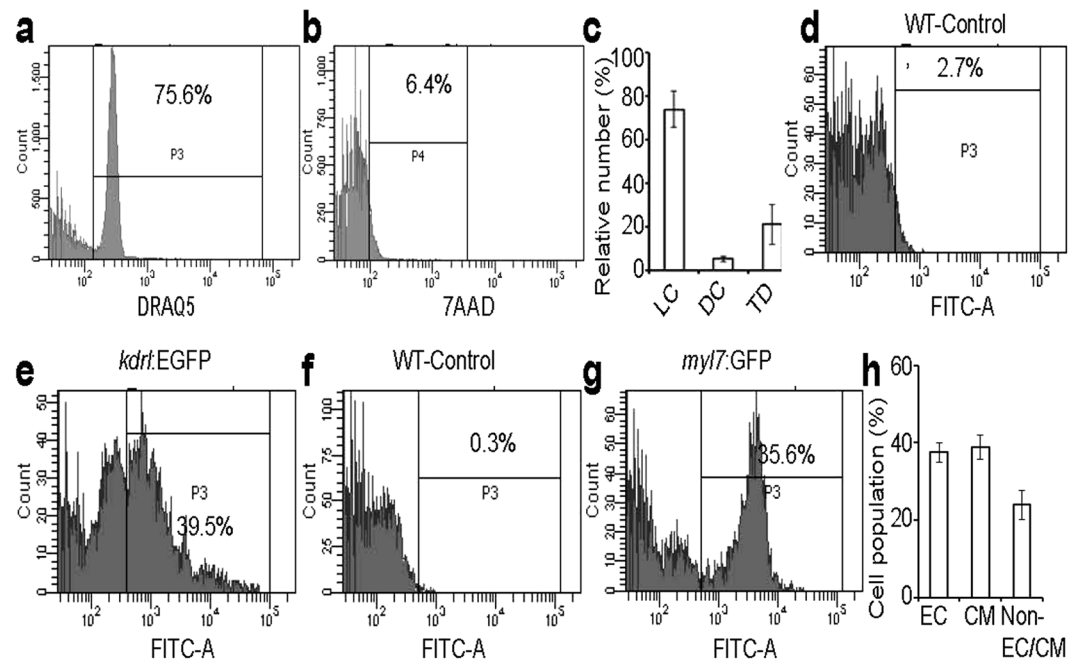 a
75.6%
P3
Count
1,500
1,000
500
0
10² 10³ 10⁴ 10⁵
DRAQ5
b
6.4%
P4
Count
1,000
750
500
250
0
10² 10³ 10⁴ 10⁵
7AAD
c
Relative number (%)
100
80
60
40
20
0
LC DC TD
d
WT-Control
2.7%
P3
Count
60
50
40
30
20
10
0
10² 10³ 10⁴ 10⁵
FITC-A
e
kdrl:EGFP
P3
39.5%
Count
50
40
30
20
10
0
10² 10³ 10⁴ 10⁵
FITC-A
f
WT-Control
0.3%
P3
Count
100
75
50
25
0
10² 10³ 10⁴ 10⁵
FITC-A
g
myl7:GFP
35.6%
P3
Count
60
50
40
30
20
10
0
10² 10³ 10⁴ 10⁵
FITC-A
h
Cell population (%)
60
40
20
0
EC CM Non-
EC/CM